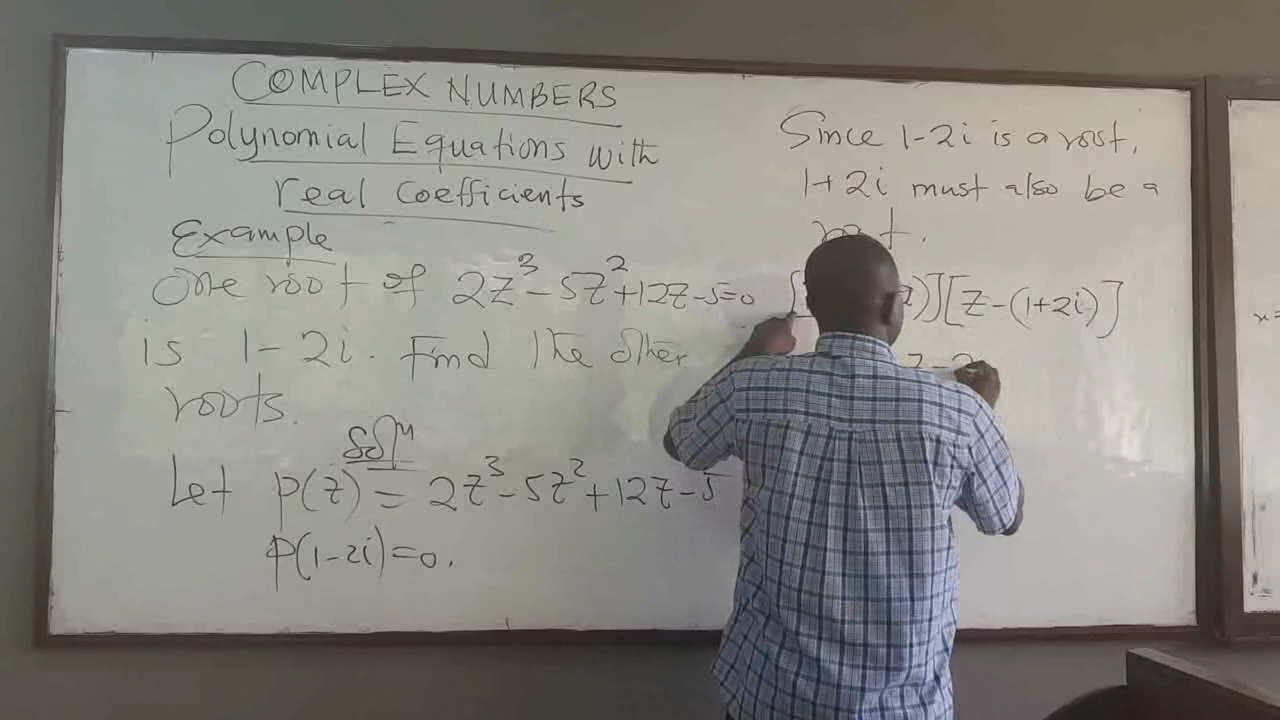 COMPLEX NUMBERS
Polynomial Equations with
real coefficients
Example
One root of 2z³-5z²+12z-5=0
is 1-2i. Find the other
roots.
Solⁿ
Let p(z) = 2z³-5z²+12z-5
p(1-2i)=0.
Since 1-2i is a root,
1+2i must also be a
root.
)][z-(1+2i)]
z-